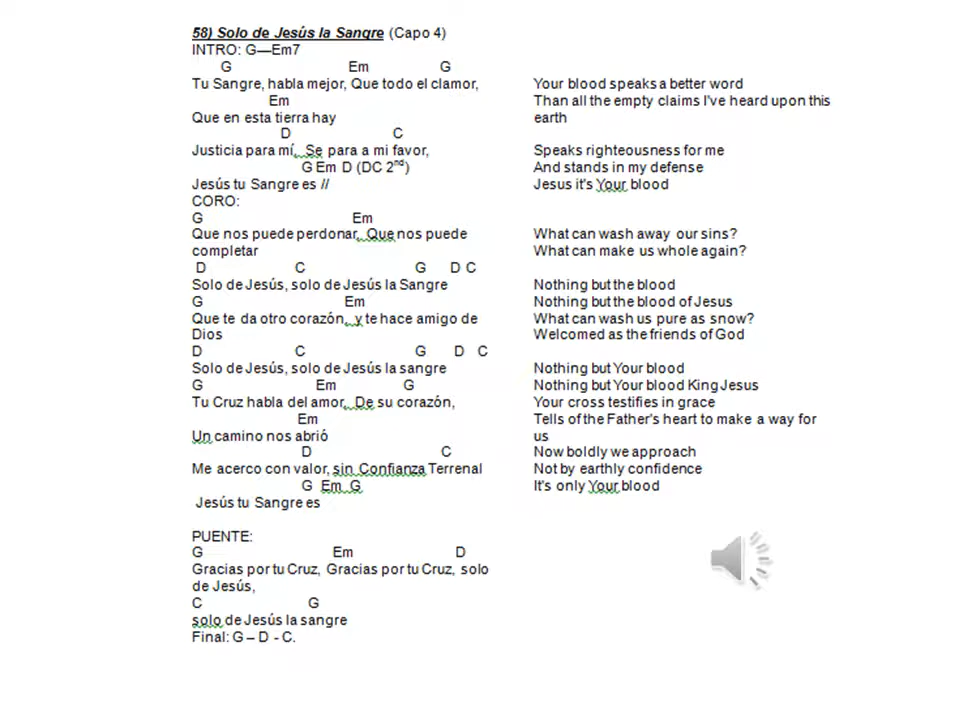 58) Solo de Jesús la Sangre (Capo 4)
INTRO: G—Em7
G Em G
Tu Sangre, habla mejor, Que todo el clamor,
Em
Que en esta tierra hay
D C
Justicia para mí, Se para a mi favor,
G Em D (DC 2nd)
Jesús tu Sangre es //
CORO:
G Em
Que nos puede perdonar, Que nos puede
completar
D C G D C
Solo de Jesús, solo de Jesús la Sangre
G Em
Que te da otro corazón, y te hace amigo de
Dios
D C G D C
Solo de Jesús, solo de Jesús la sangre
G Em G
Tu Cruz habla del amor, De su corazón,
Em
Un camino nos abrió
D C
Me acerco con valor, sin Confianza Terrenal
G Em G
Jesús tu Sangre es
PUENTE:
G Em D
Gracias por tu Cruz, Gracias por tu Cruz, solo
de Jesús,
C G
solo de Jesús la sangre
Final: G – D - C.
Your blood speaks a better word
Than all the empty claims I've heard upon this
earth
Speaks righteousness for me
And stands in my defense
Jesus it's Your blood
What can wash away our sins?
What can make us whole again?
Nothing but the blood
Nothing but the blood of Jesus
What can wash us pure as snow?
Welcomed as the friends of God
Nothing but Your blood
Nothing but Your blood King Jesus
Your cross testifies in grace
Tells of the Father's heart to make a way for
us
Now boldly we approach
Not by earthly confidence
It's only Your blood